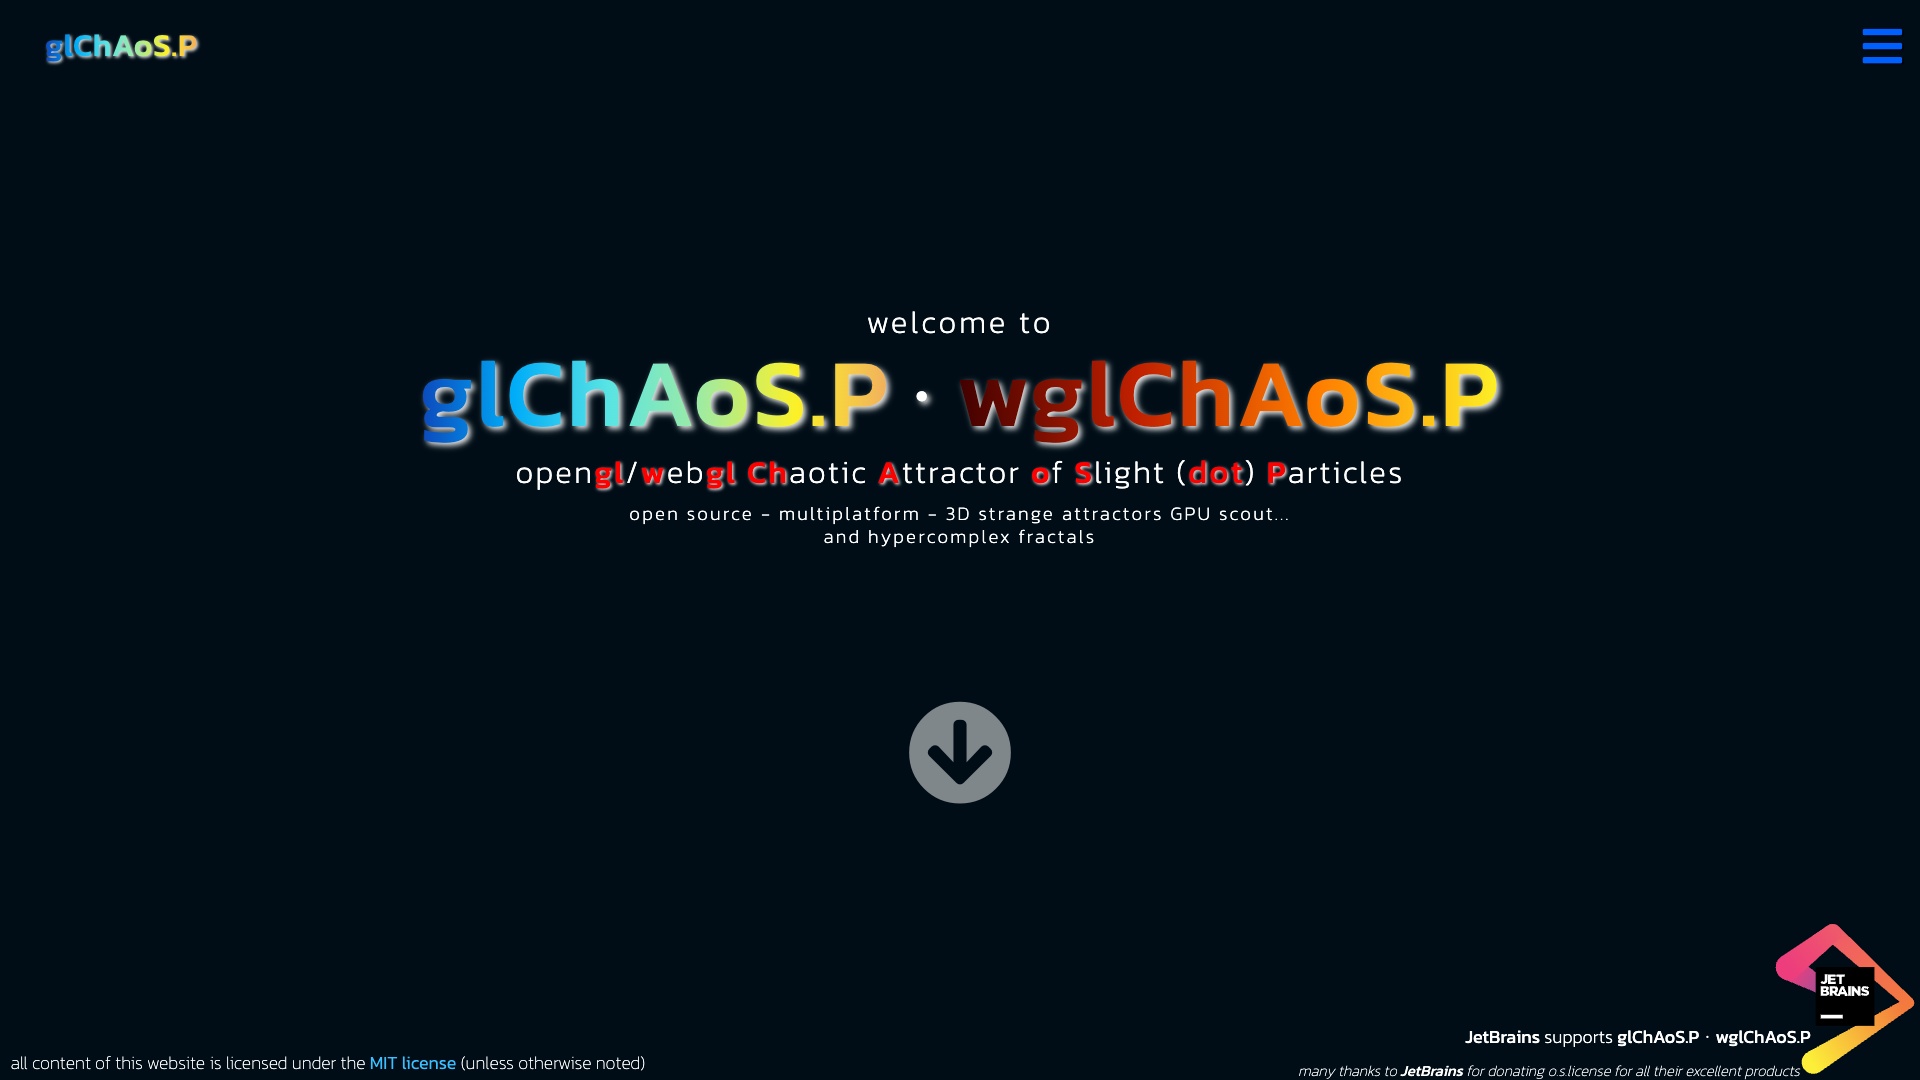 glChAoS.P
welcome to
glChAoS.P · wglChAoS.P
opengl/webgl Chaotic Attractor of Slight (dot) Particles
open source - multiplatform - 3D strange attractors GPU scout...
and hypercomplex fractals
JET
BRAINS
JetBrains supports glChAoS.P · wglChAoS.P
many thanks to JetBrains for donating o.s.license for all their excellent products
all content of this website is licensed under the MIT license (unless otherwise noted)